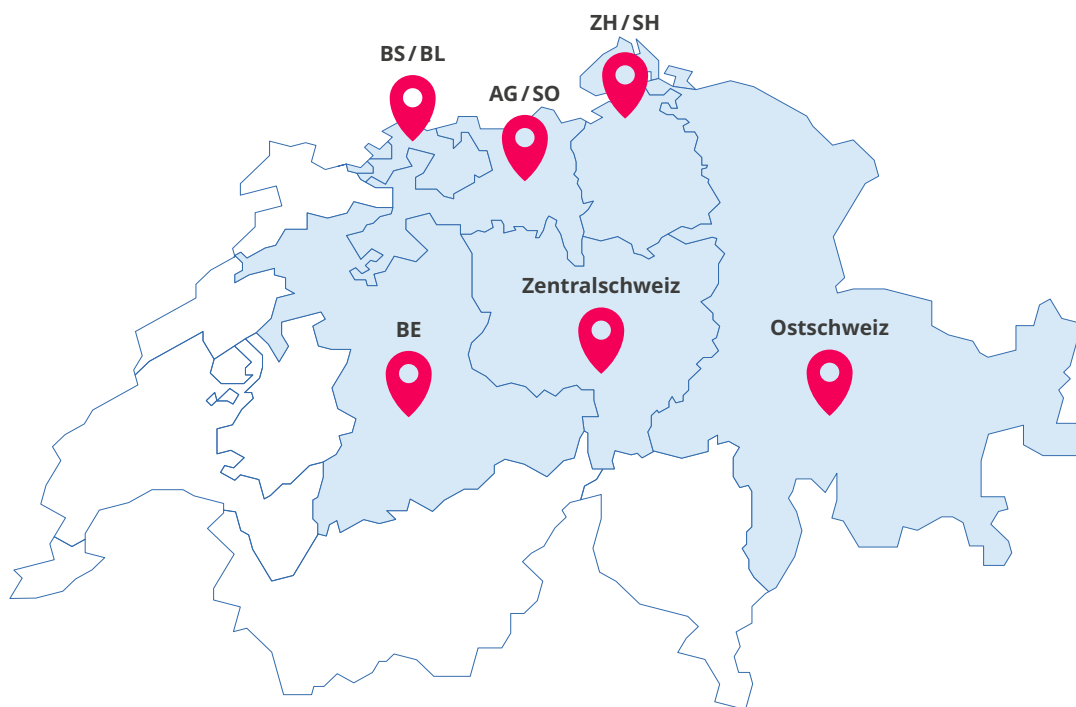 ZH / SH
BS / BL
AG / SO
Zentralschweiz
BE
Ostschweiz